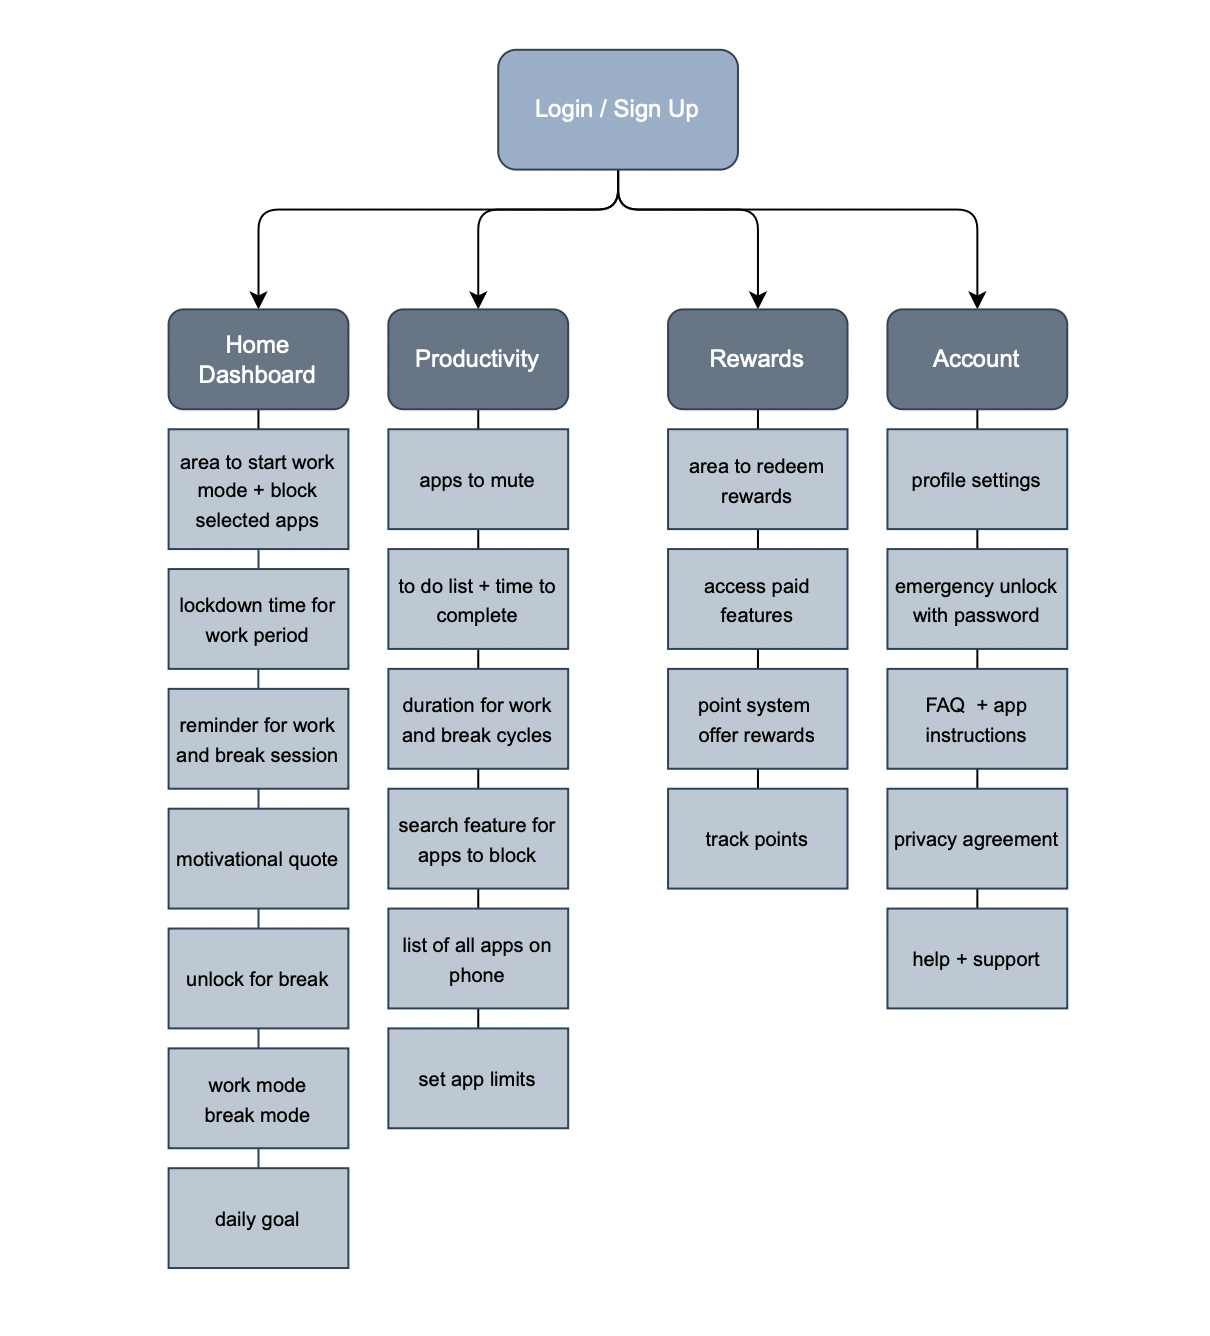 Login / Sign Up
Home
Dashboard
area to start work
mode + block
selected apps
lockdown time for
work period
reminder for work
and break session
motivational quote
unlock for break
work mode
break mode
daily goal
Productivity
apps to mute
to do list + time to
complete
duration for work
and break cycles
search feature for
apps to block
list of all apps on
phone
set app limits
Rewards
area to redeem
rewards
access paid
features
point system
offer rewards
track points
Account
profile settings
emergency unlock
with password
FAQ  + app
instructions
privacy agreement
help + support